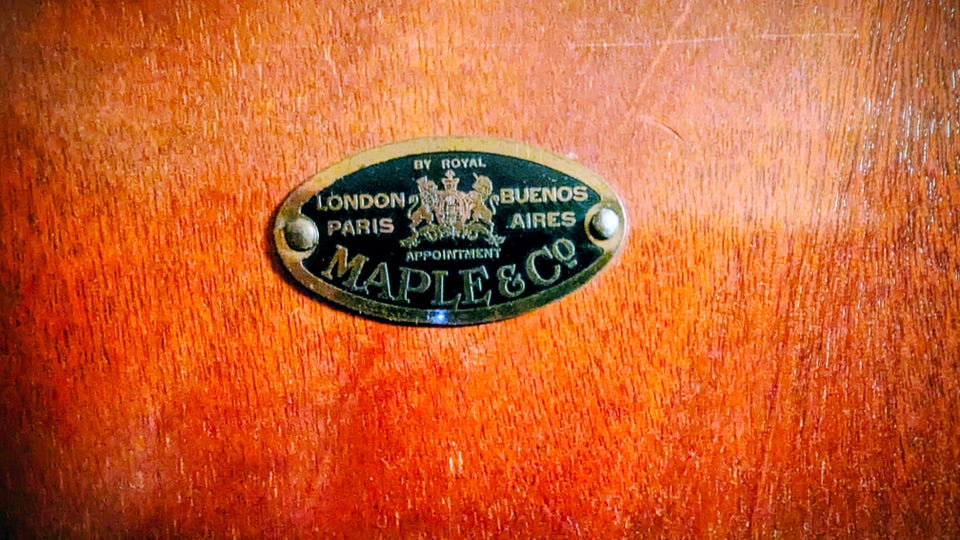 BY ROYAL
LONDON BUENOS
PARIS AIRES
APPOINTMENT
MAPLE & Co